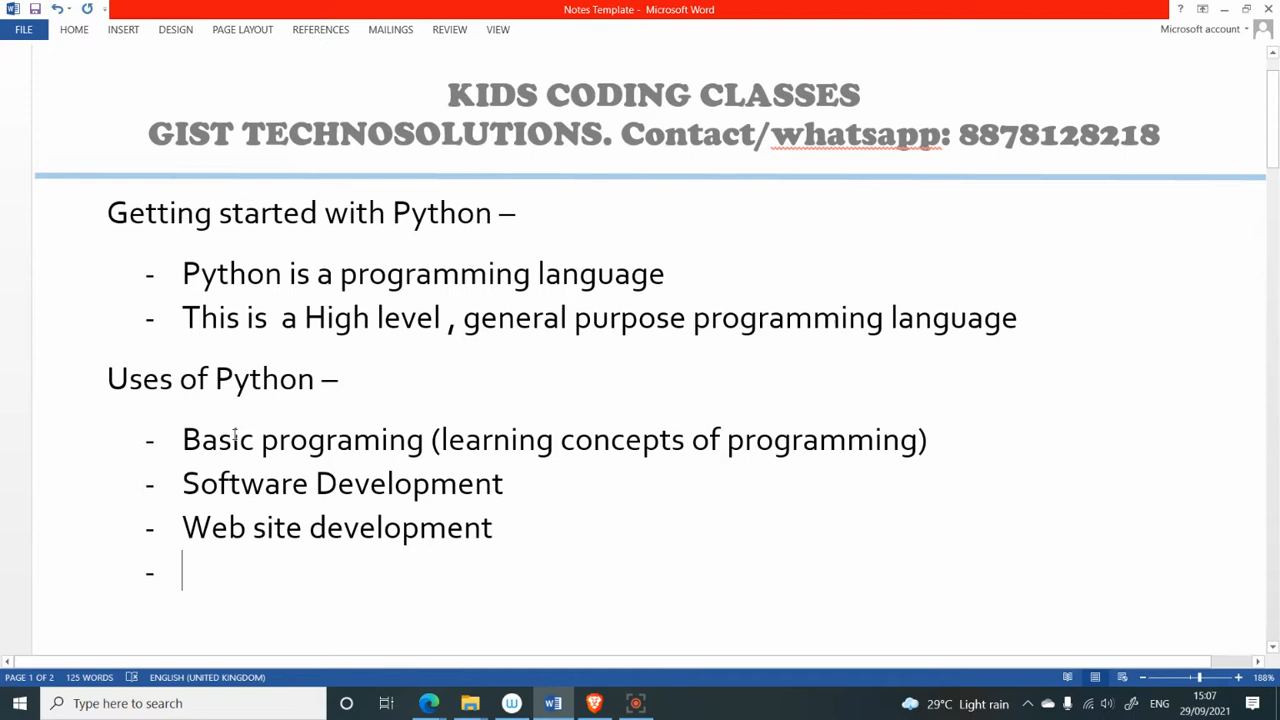 Notes Template - Microsoft Word
?
FILE HOME INSERT DESIGN PAGE LAYOUT REFERENCES MAILINGS REVIEW VIEW
Microsoft account
KIDS CODING CLASSES
GIST TECHNOSOLUTIONS. Contact/whatsapp: 8878128218
Getting started with Python –
- Python is a programming language
- This is  a High level , general purpose programming language
Uses of Python –
- Basic programing (learning concepts of programming)
- Software Development
- Web site development
-
PAGE 1 OF 2 125 WORDS ENGLISH (UNITED KINGDOM)
188%
Type here to search
29°C Light rain
ENG
15:07
29/09/2021